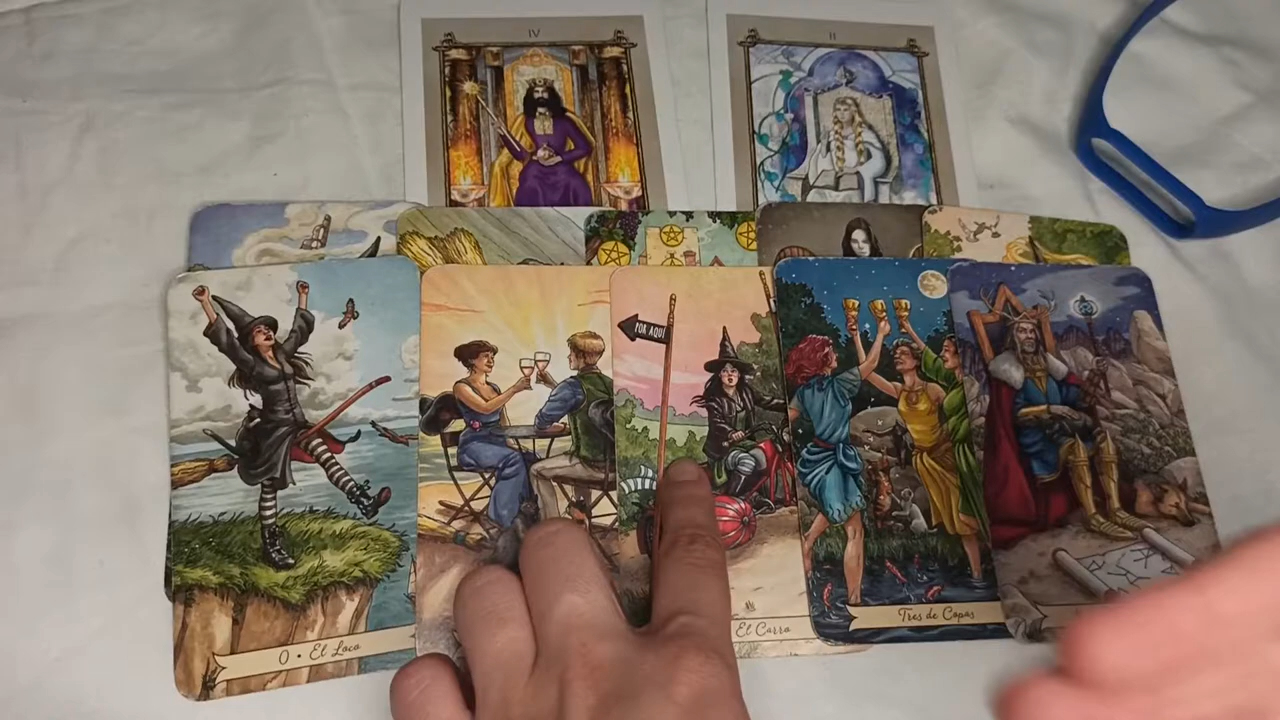 IV
II
POR AQUÍ
0 • El Loco
El Carro
Tres de Copas